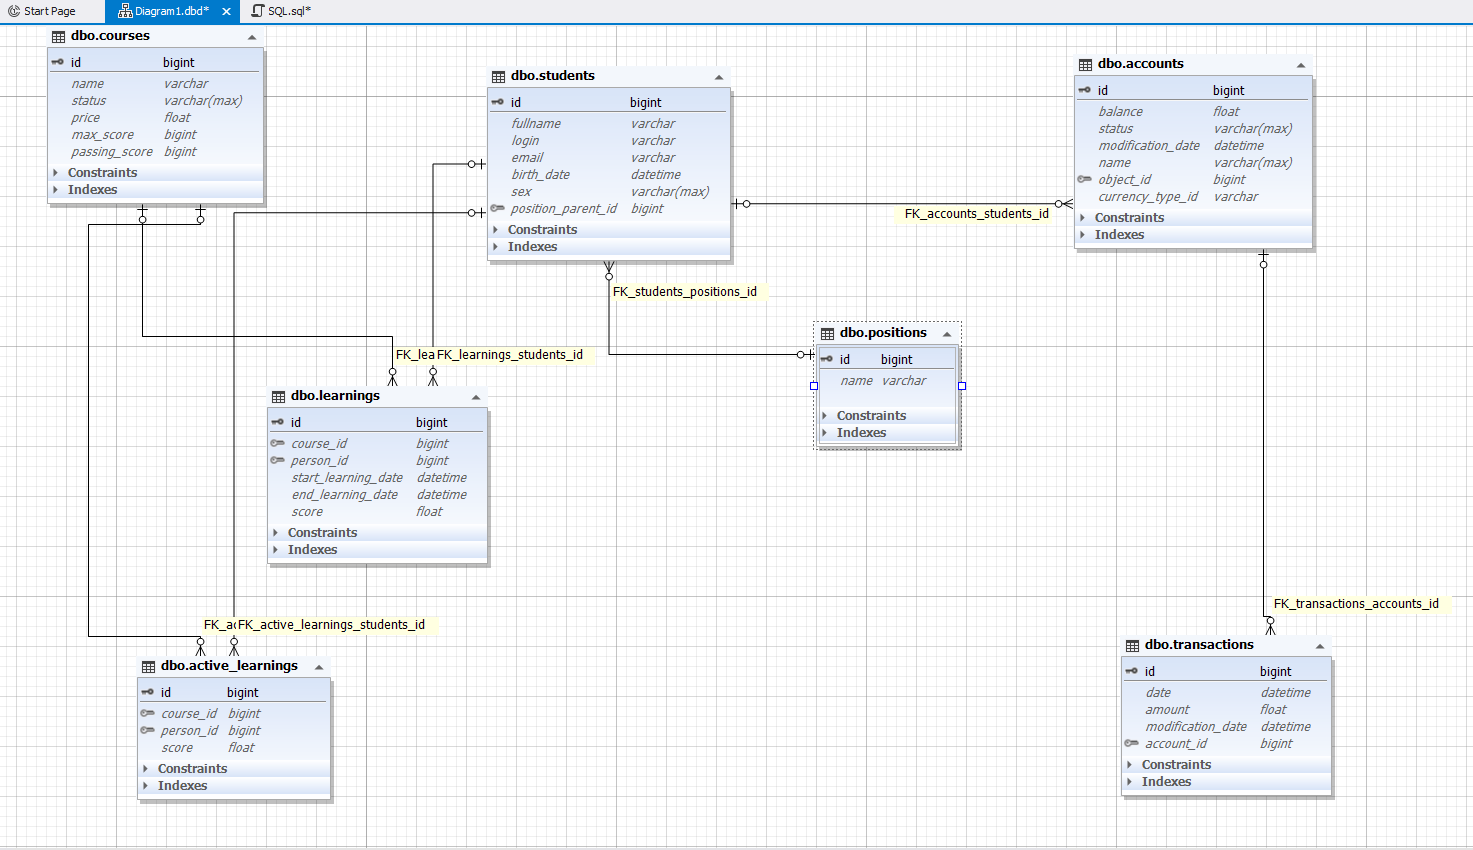 Start Page
Diagram1.dbd*
SQL.sql*
dbo.courses
id bigint
name varchar
status varchar(max)
price float
max_score bigint
passing_score bigint
Constraints
Indexes
dbo.students
id bigint
fullname varchar
login varchar
email varchar
birth_date datetime
sex varchar(max)
position_parent_id bigint
Constraints
Indexes
dbo.accounts
id bigint
balance float
status varchar(max)
modification_date datetime
name varchar(max)
object_id bigint
currency_type_id varchar
Constraints
Indexes
FK_accounts_students_id
FK_students_positions_id
dbo.positions
id bigint
name varchar
Constraints
Indexes
FK_lea
FK_learnings_students_id
dbo.learnings
id bigint
course_id bigint
person_id bigint
start_learning_date datetime
end_learning_date datetime
score float
Constraints
Indexes
FK_transactions_accounts_id
FK_ac
FK_active_learnings_students_id
dbo.active_learnings
id bigint
course_id bigint
person_id bigint
score float
Constraints
Indexes
dbo.transactions
id bigint
date datetime
amount float
modification_date datetime
account_id bigint
Constraints
Indexes